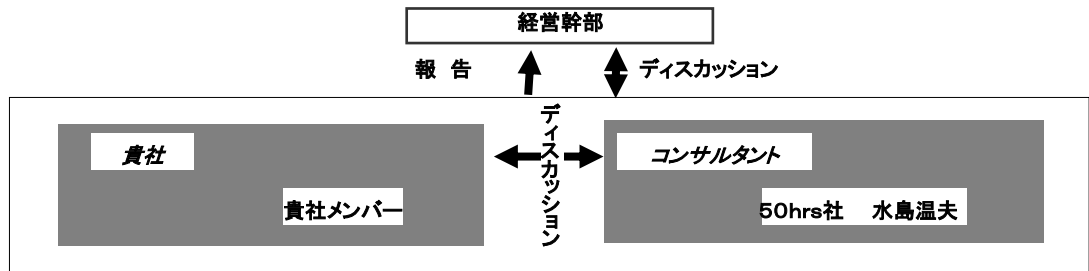 経営幹部
報 告
ディスカッション
ディスカッション
貴社
コンサルタント
貴社メンバー
50hrs社 水島温夫